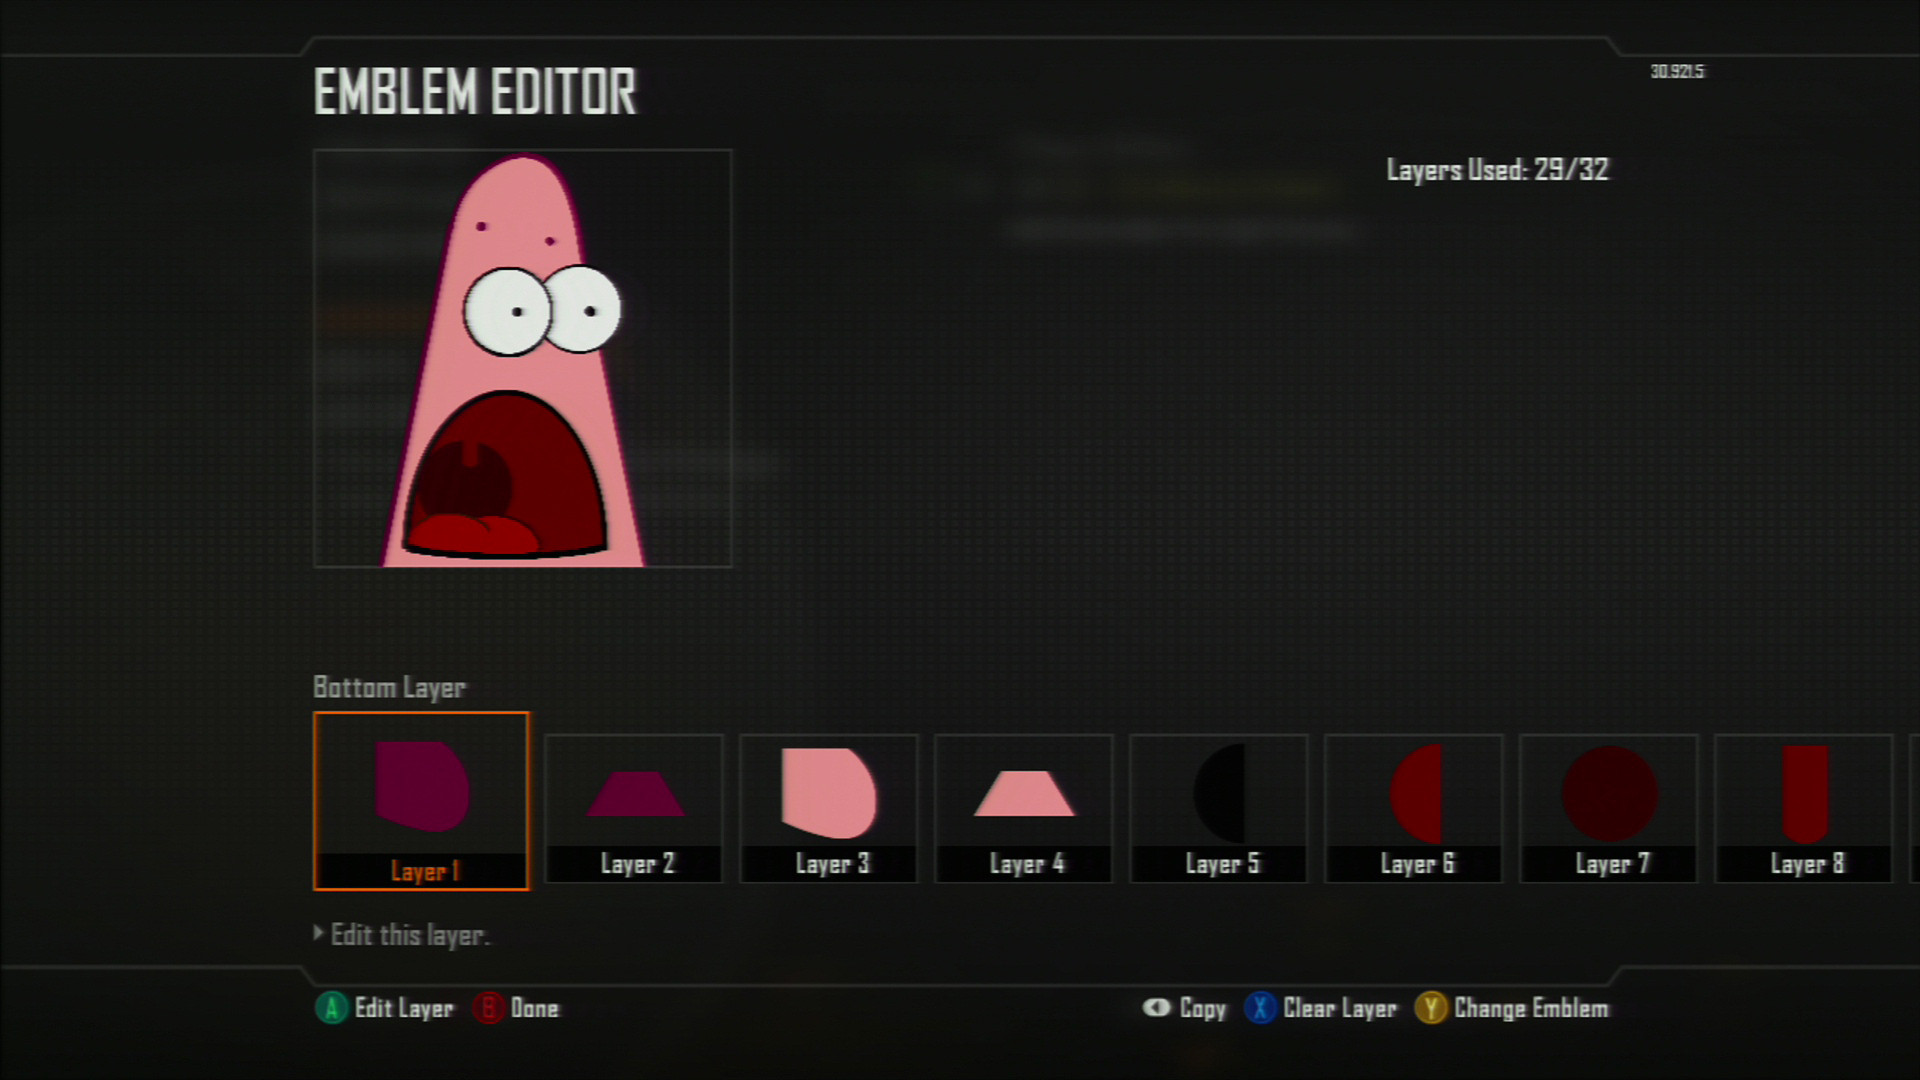 EMBLEM EDITOR
30.921.5
Layers Used: 29/32
Bottom Layer
Layer 1
Layer 2
Layer 3
Layer 4
Layer 5
Layer 6
Layer 7
Layer 8
Edit this layer.
A Edit Layer B Done
Copy X Clear Layer Y Change Emblem